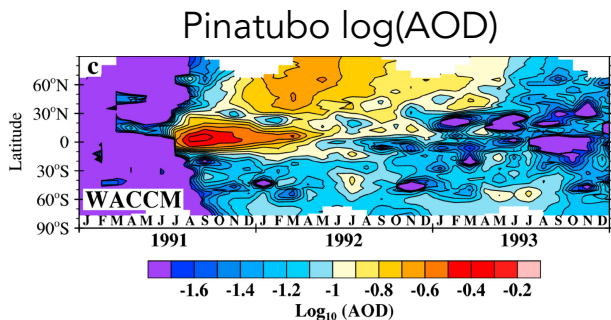 Pinatubo log(AOD)
c
60°N
30°N
0
30°S
60°S
90°S
Latitude
WACCM
J F M A M J J A S O N D J F M A M J J A S O N D J F M A M J J A S O N D
1991 1992 1993
-1.6 -1.4 -1.2 -1 -0.8 -0.6 -0.4 -0.2
Log₁₀ (AOD)